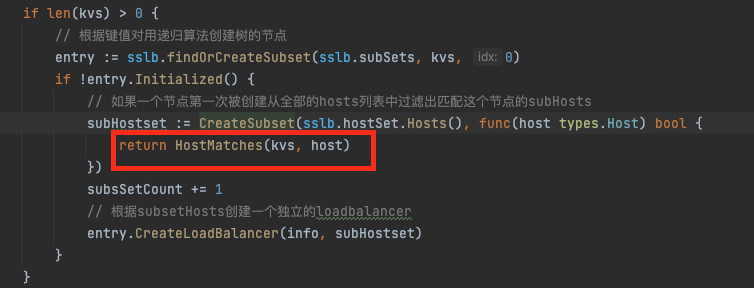 if len(kvs) > 0 {
// 根据键值对用递归算法创建树的节点
entry := sslb.findOrCreateSubset(sslb.subSets, kvs, idx: 0)
if !entry.Initialized() {
// 如果一个节点第一次被创建从全部的hosts列表中过滤出匹配这个节点的subHosts
subHostset := CreateSubset(sslb.hostSet.Hosts(), func(host types.Host) bool {
return HostMatches(kvs, host)
})
subsSetCount += 1
// 根据subsetHosts创建一个独立的loadbalancer
entry.CreateLoadBalancer(info, subHostset)
}
}